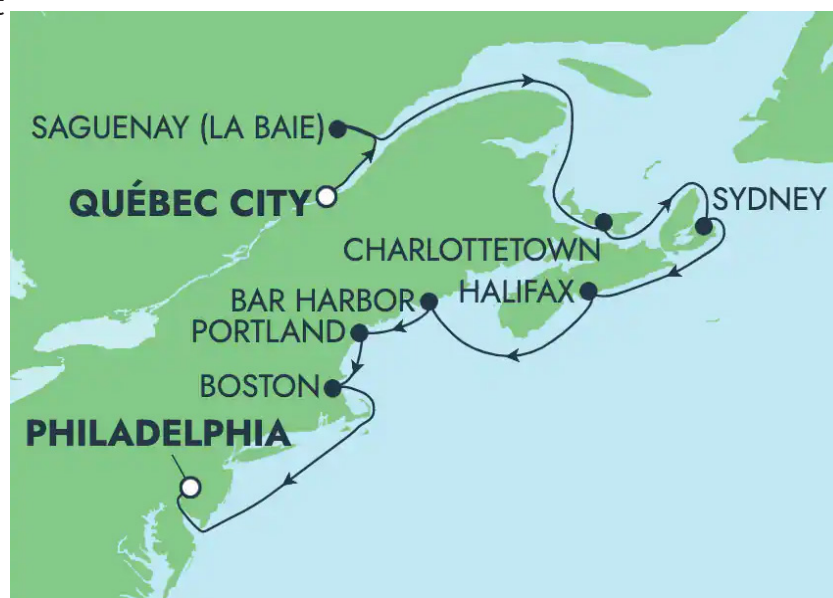 SAGUENAY (LA BAIE)
QUÉBEC CITY
SYDNEY
CHARLOTTETOWN
HALIFAX
BAR HARBOR
PORTLAND
BOSTON
PHILADELPHIA